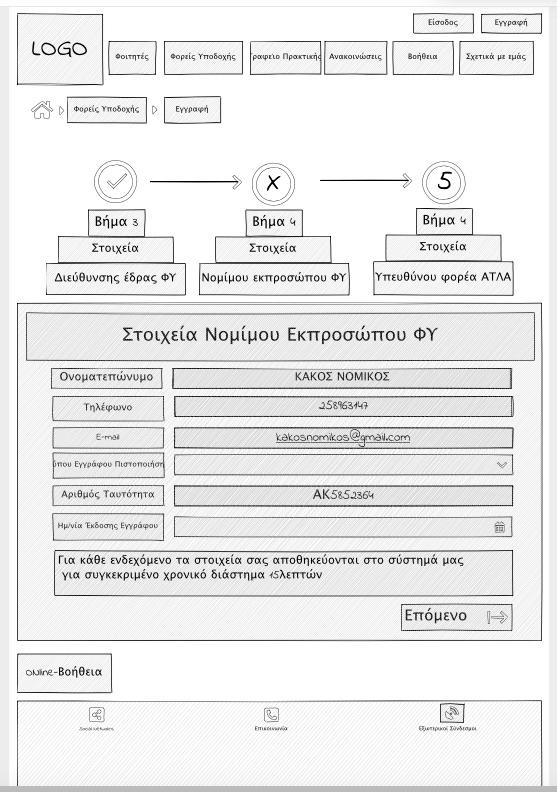 LOGO
Είσοδος
Εγγραφή
Φοιτητές
Φορείς Υποδοχής
Γραφείο Πρακτικής
Ανακοινώσεις
Βοήθεια
Σχετικά με εμάς
Φορείς Υποδοχής
Εγγραφή
X
5
Βήμα 3
Βήμα 4
Βήμα 4
Στοιχεία
Στοιχεία
Στοιχεία
Διεύθυνσης έδρας ΦΥ
Νομίμου εκπροσώπου ΦΥ
Υπευθύνου φορέα ΑΤΛΑ
Στοιχεία Νομίμου Εκπροσώπου ΦΥ
Ονοματεπώνυμο
ΚΑΚΟΣ ΝΟΜΙΚΟΣ
Τηλέφωνο
258963147
E-mail
kakosnomikos@gmail.com
ύπου Εγγράφου Πιστοποιήση
Αριθμός Ταυτότητα
ΑΚ5852364
Ημ/νία Έκδοσης Εγγράφου
Για κάθε ενδεχόμενο τα στοιχεία σας αποθηκεύονται στο σύστημά μας
για συγκεκριμένο χρονικό διάστημα 15λεπτών
Επόμενο
online-Βοήθεια
Social networks
Επικοινωνία
Εξωτερικοί Σύνδεσμοι